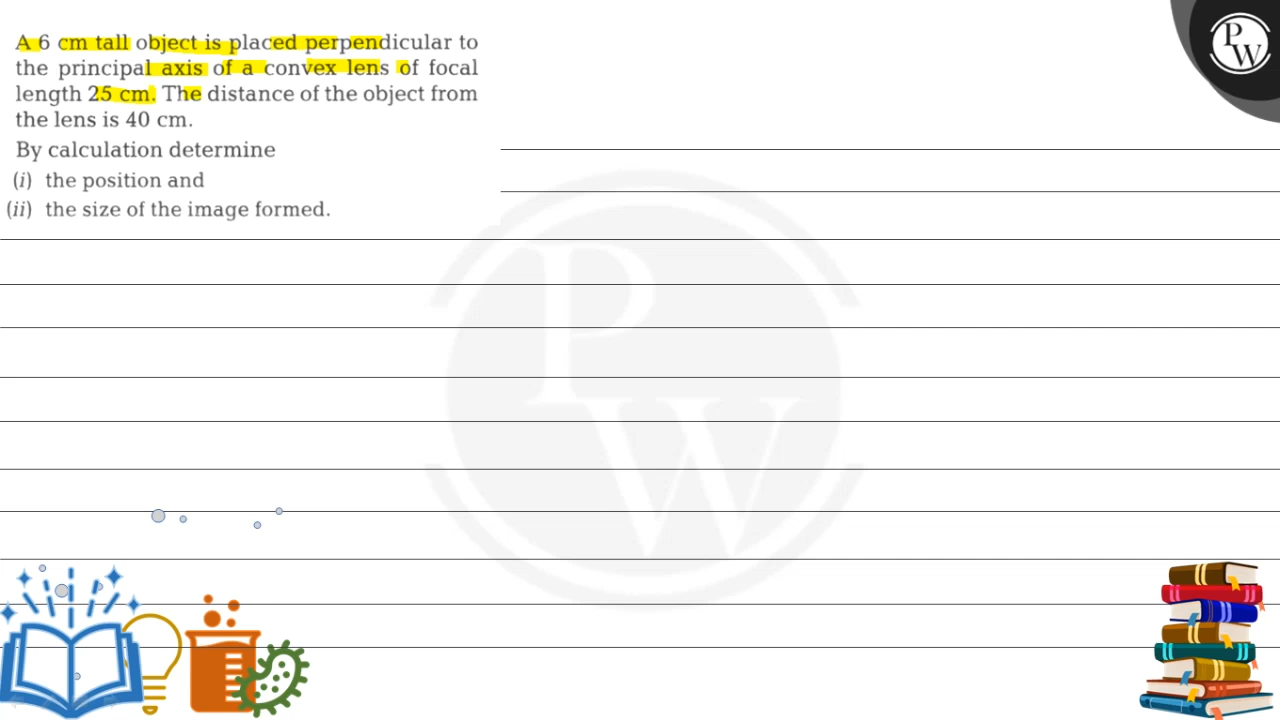 A 6 cm tall object is placed perpendicular to
the principal axis of a convex lens of focal
length 25 cm. The distance of the object from
the lens is 40 cm.
By calculation determine
(i) the position and
(ii) the size of the image formed.
P
W
P
W